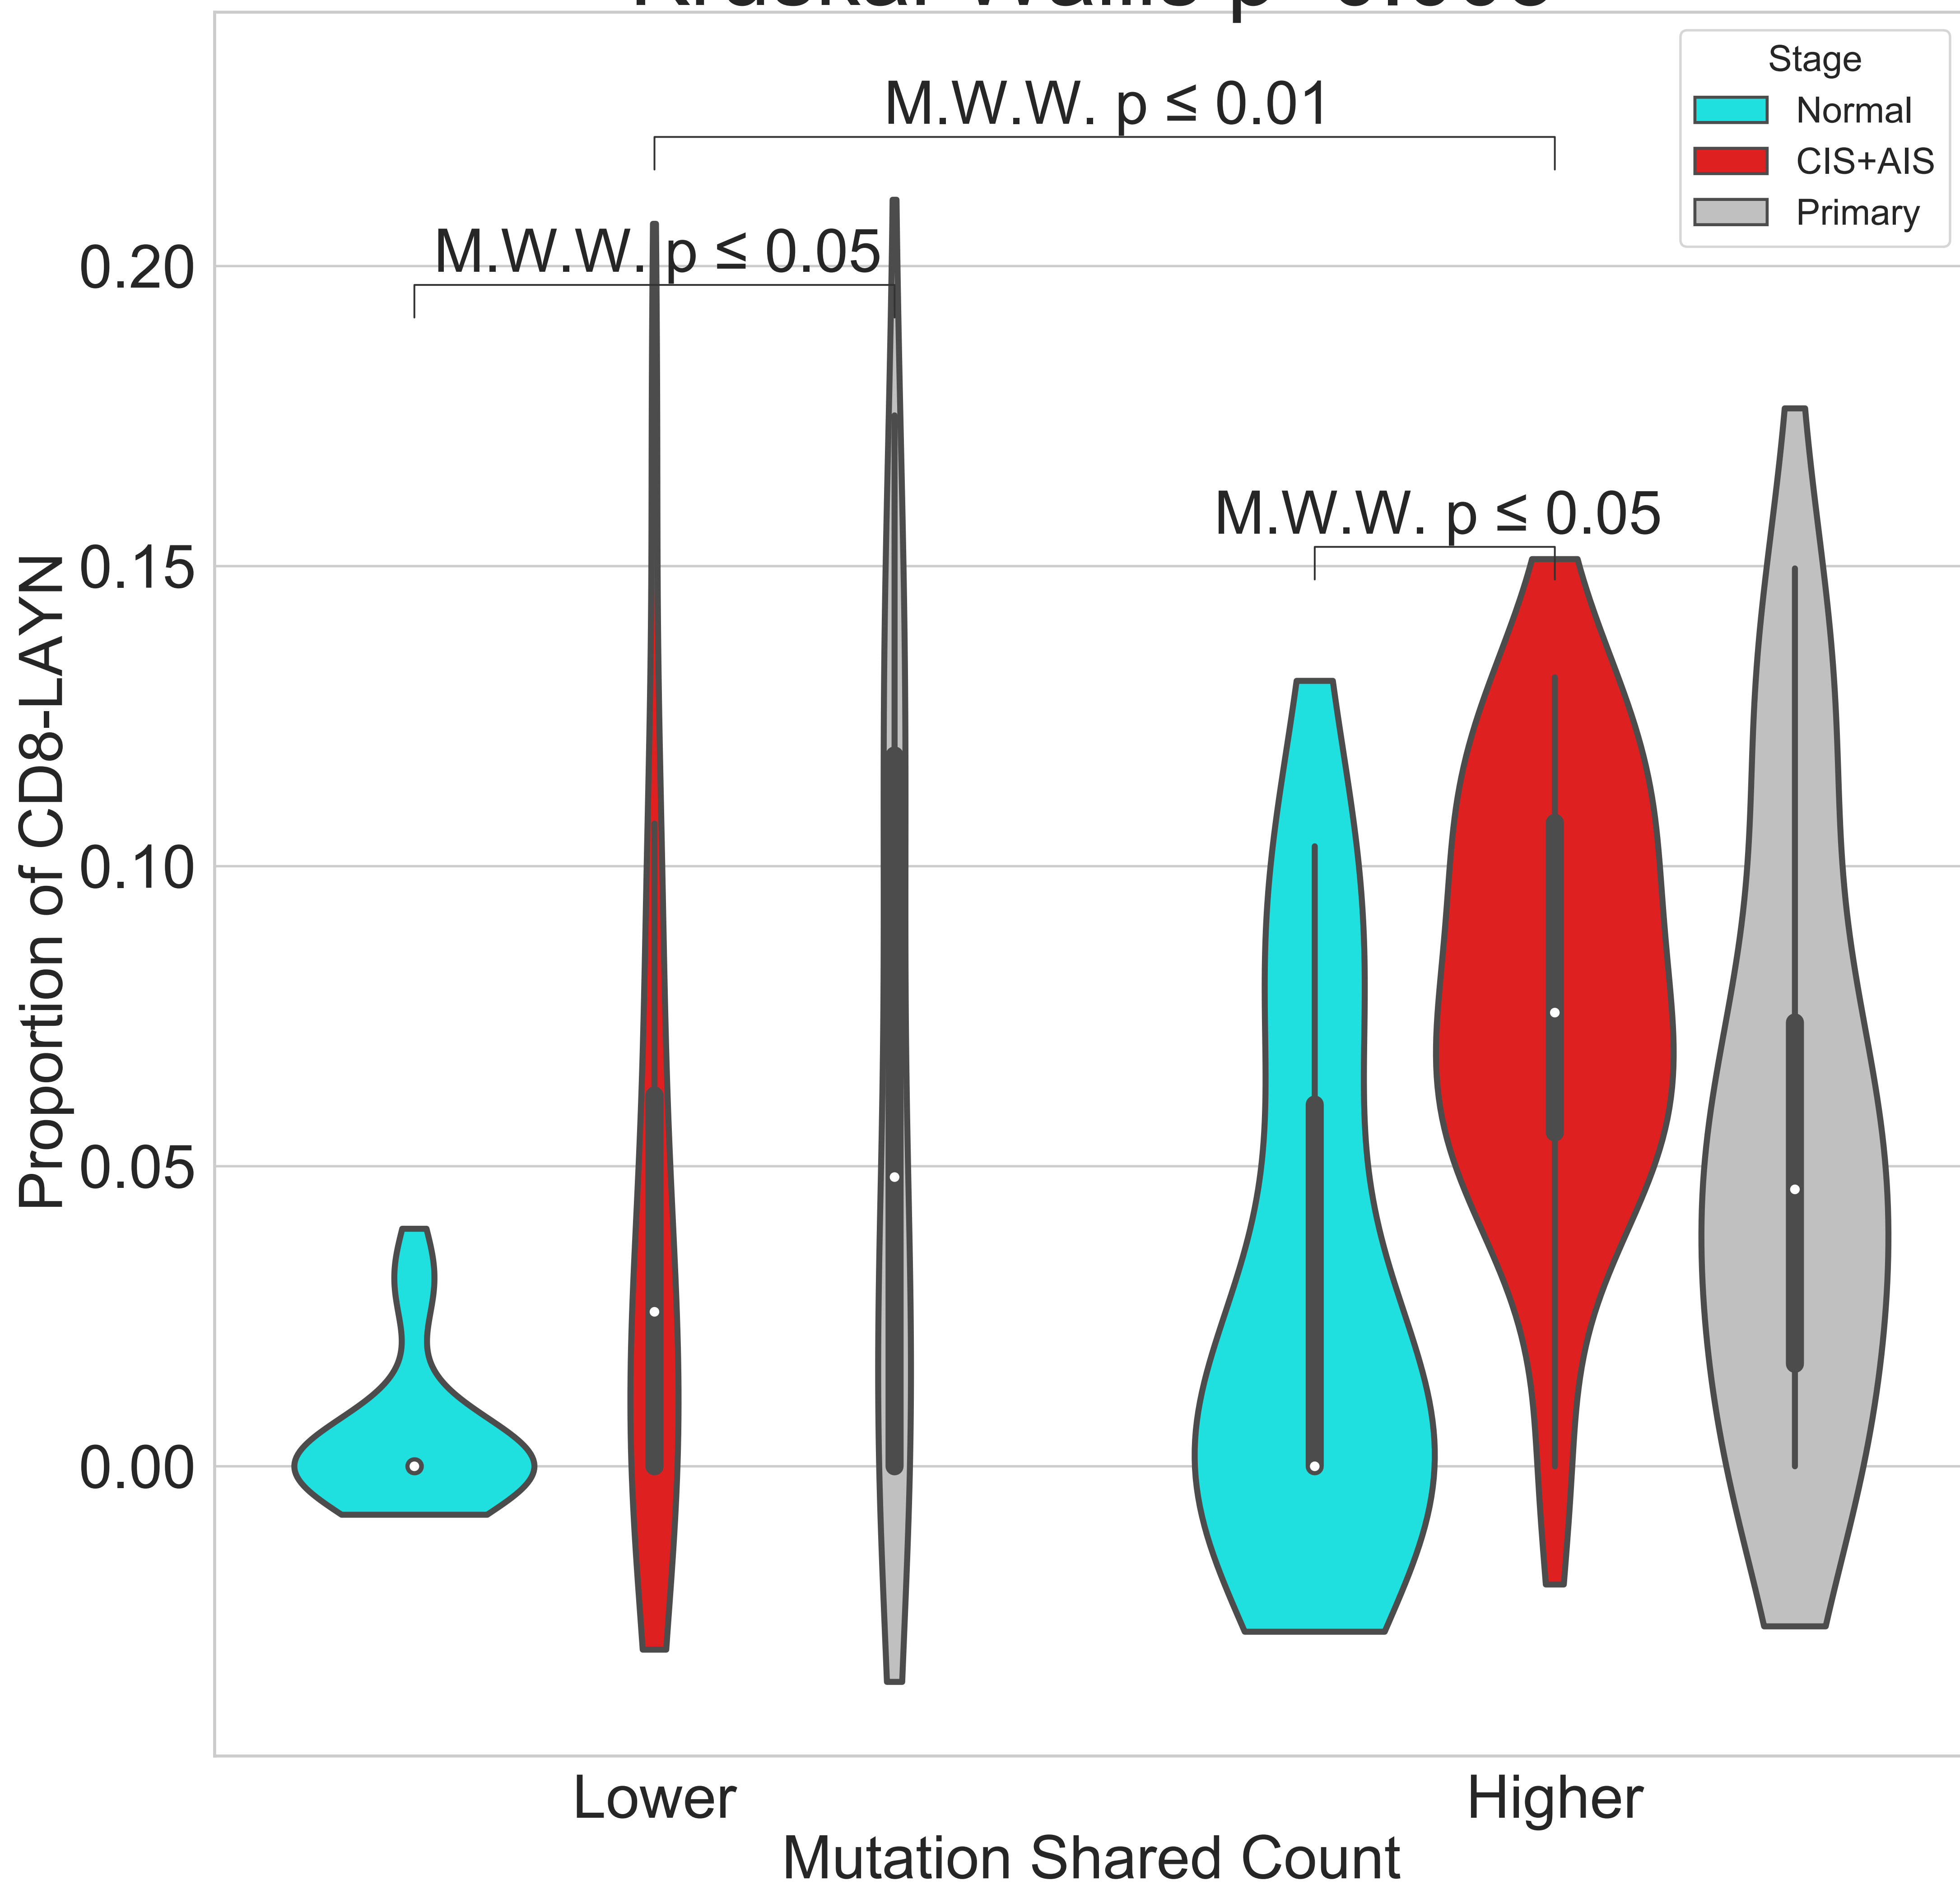 Stage
Normal
CIS+AIS
Primary
M.W.W. p ≤ 0.01
M.W.W. p ≤ 0.05
M.W.W. p ≤ 0.05
Proportion of CD8-LAYN
0.20
0.15
0.10
0.05
0.00
Lower
Higher
Mutation Shared Count